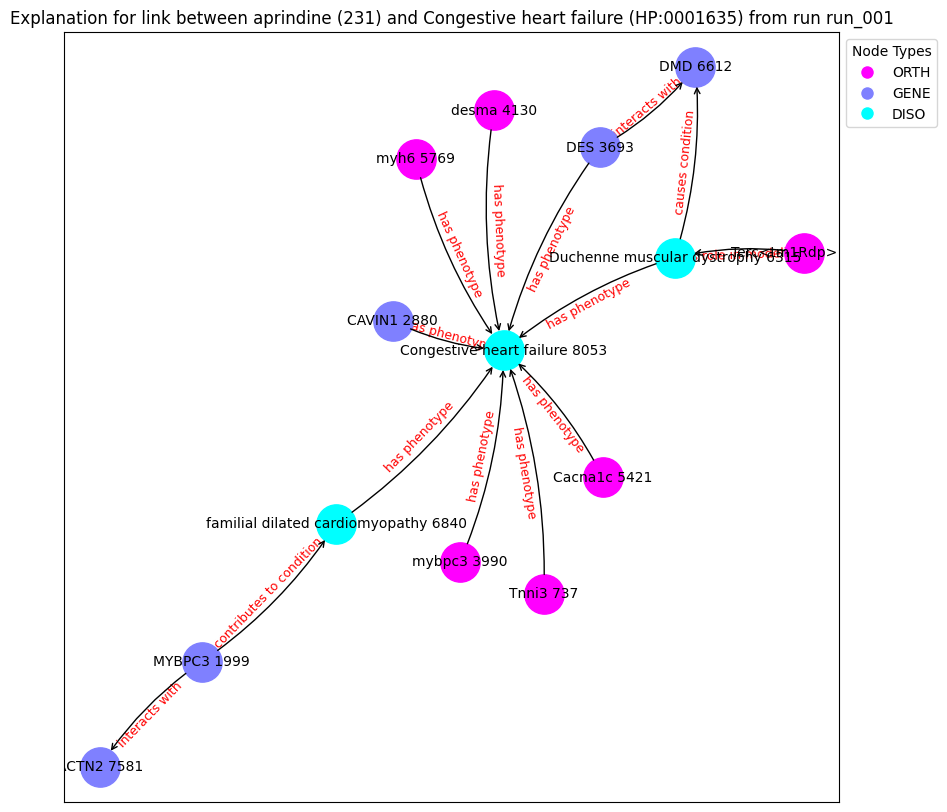 Explanation for link between aprindine (231) and Congestive heart failure (HP:0001635) from run run_001
Node Types
ORTH
GENE
DISO
DMD 6612
interacts with
desma 4130
DES 3693
myh6 5769
causes condition
has phenotype
has phenotype
has phenotype
Duchenne muscular dystrophy 6315
has phenotype
CAVIN1 2880
has phenotype
Congestive heart failure 8053
has phenotype
has phenotype
has phenotype
has phenotype
Cacna1c 5421
familial dilated cardiomyopathy 6840
mybpc3 3990
Tnni3 737
contributes to condition
MYBPC3 1999
interacts with
ACTN2 7581